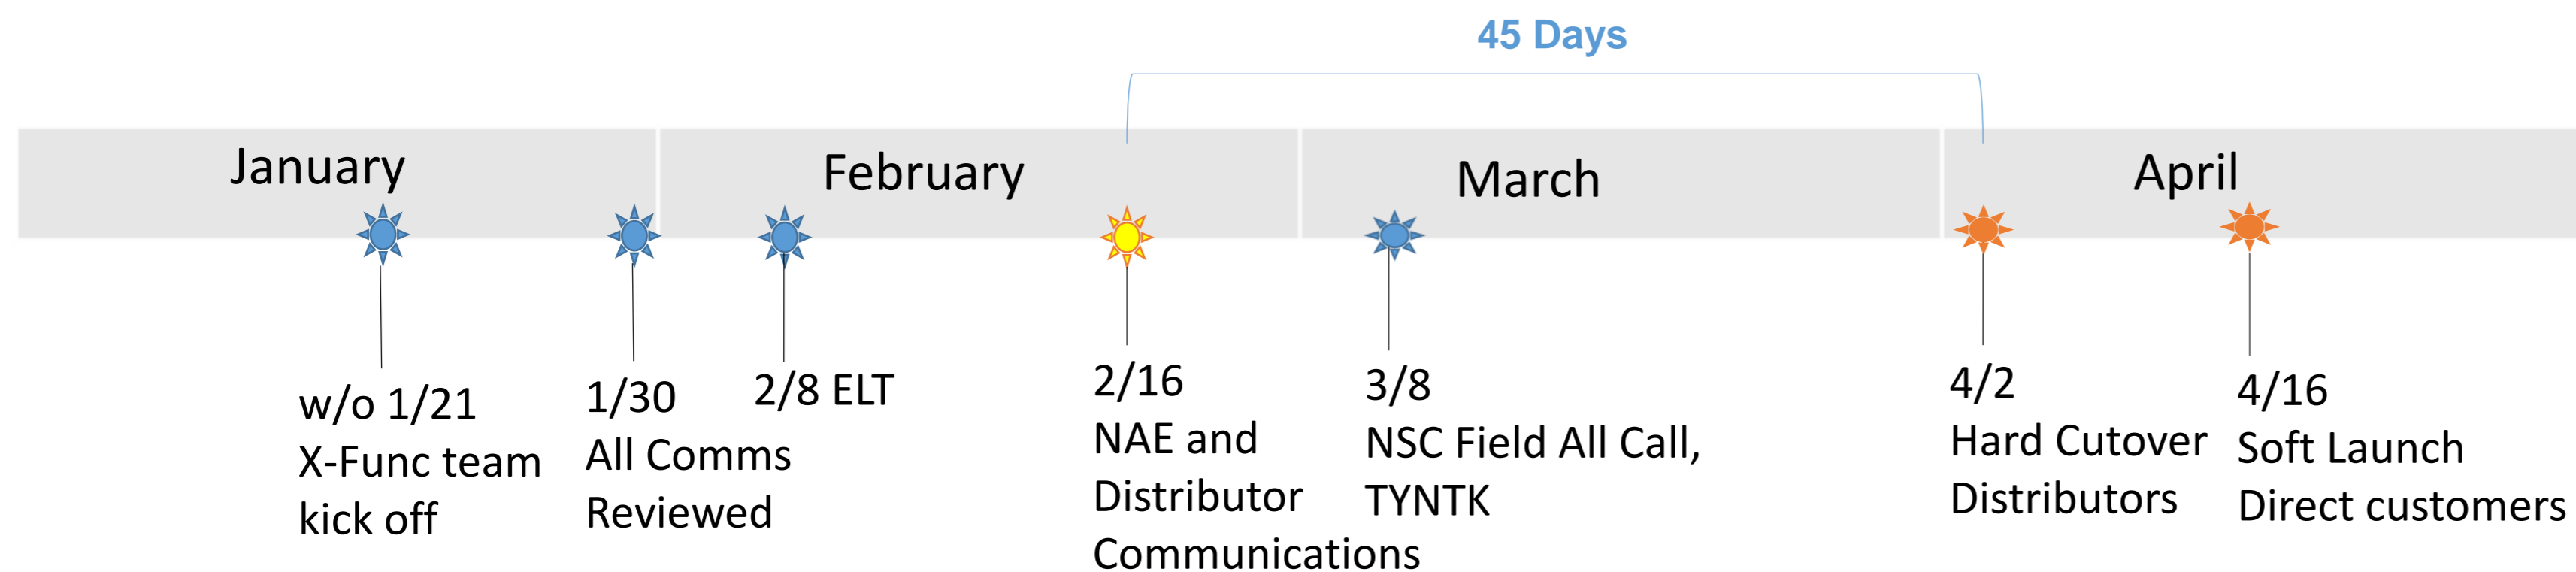 45 Days
January
February
March
April
w/o 1/21
X-Func team
kick off
1/30
All Comms
Reviewed
2/8 ELT
2/16
NAE and
Distributor
Communications
3/8
NSC Field All Call,
TYNTK
4/2
Hard Cutover
Distributors
4/16
Soft Launch
Direct customers